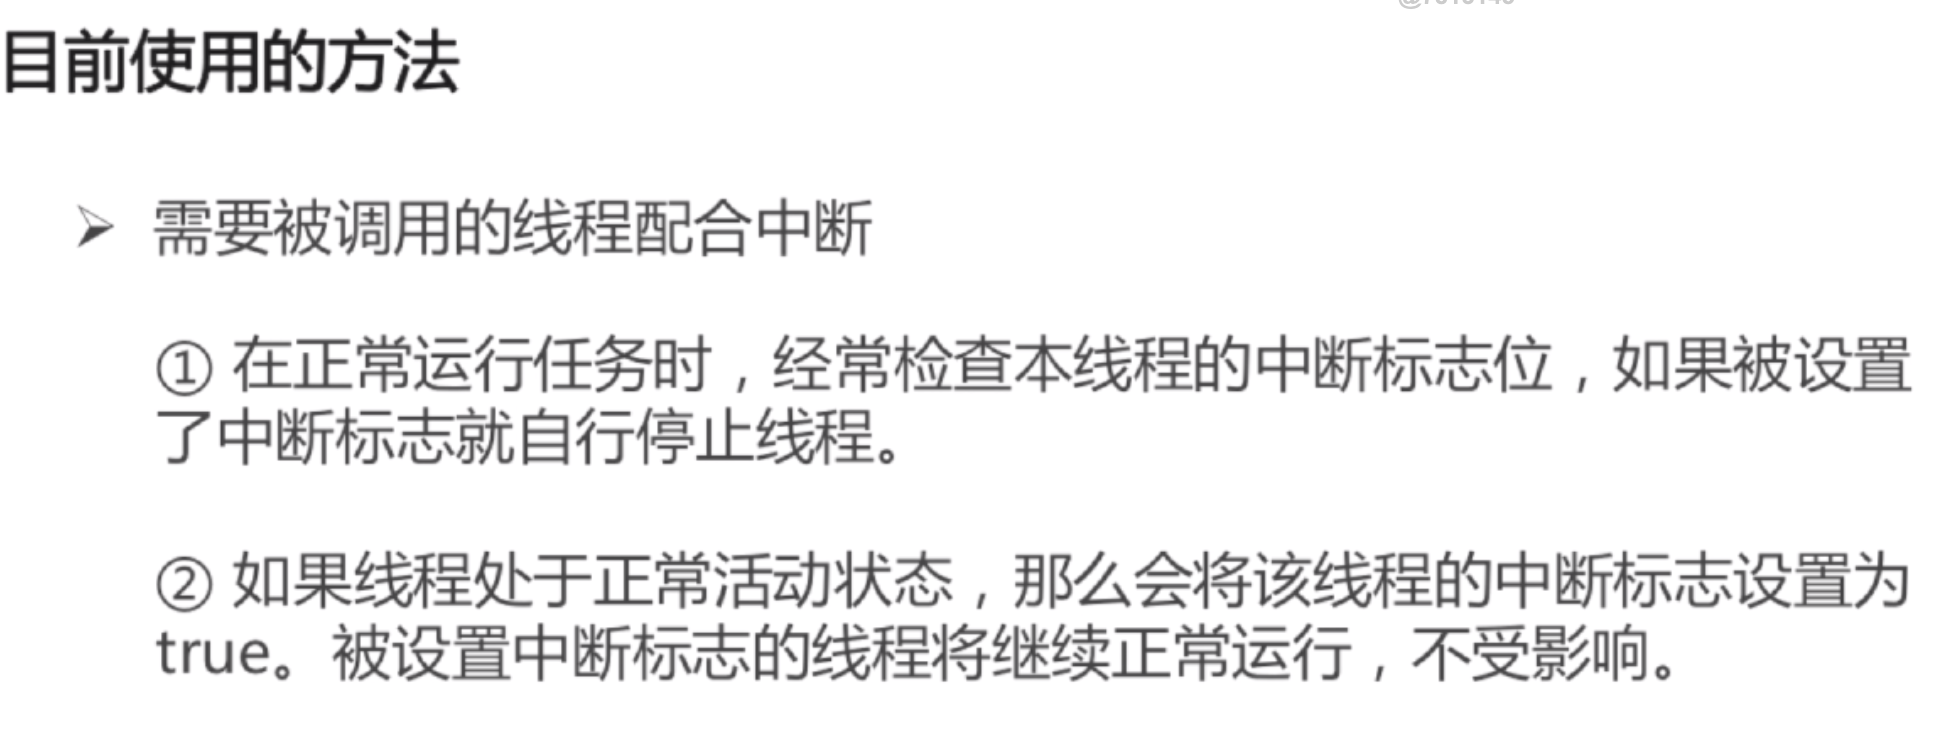 目前使用的方法
需要被调用的线程配合中断
① 在正常运行任务时，经常检查本线程的中断标志位，如果被设置
了中断标志就自行停止线程。
② 如果线程处于正常活动状态，那么会将该线程的中断标志设置为
true。被设置中断标志的线程将继续正常运行，不受影响。